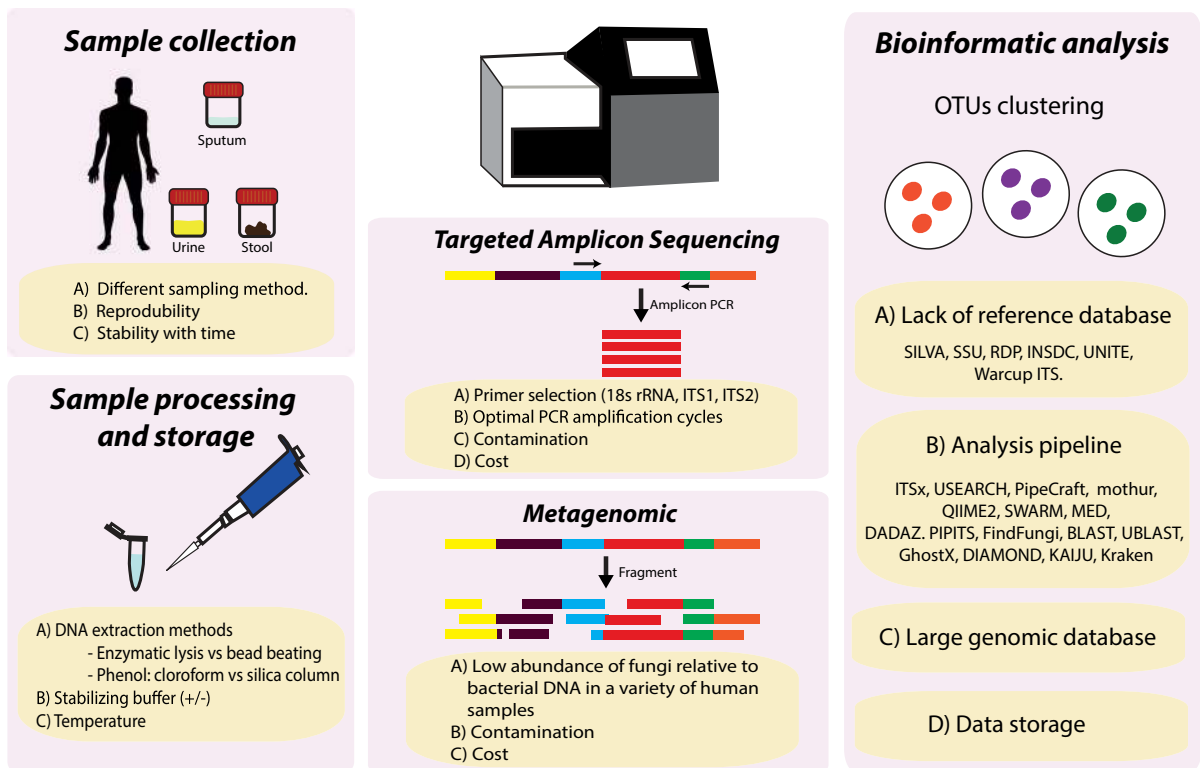 Sample collection
Sputum
Urine
Stool
A) Different sampling method.
B) Reprodubility
C) Stability with time
Sample processing
and storage
A) DNA extraction methods
- Enzymatic lysis vs bead beating
- Phenol: cloroform vs silica column
B) Stabilizing buffer (+/-)
C) Temperature
Targeted Amplicon Sequencing
Amplicon PCR
A) Primer selection (18s rRNA, ITS1, ITS2)
B) Optimal PCR amplification cycles
C) Contamination
D) Cost
Metagenomic
Fragment
A) Low abundance of fungi relative to
bacterial DNA in a variety of human
samples
B) Contamination
C) Cost
Bioinformatic analysis
OTUs clustering
A) Lack of reference database
SILVA, SSU, RDP, INSDC, UNITE,
Warcup ITS.
B) Analysis pipeline
ITSx, USEARCH, PipeCraft, mothur,
QIIME2, SWARM, MED,
DADAZ. PIPITS, FindFungi, BLAST, UBLAST,
GhostX, DIAMOND, KAIJU, Kraken
C) Large genomic database
D) Data storage